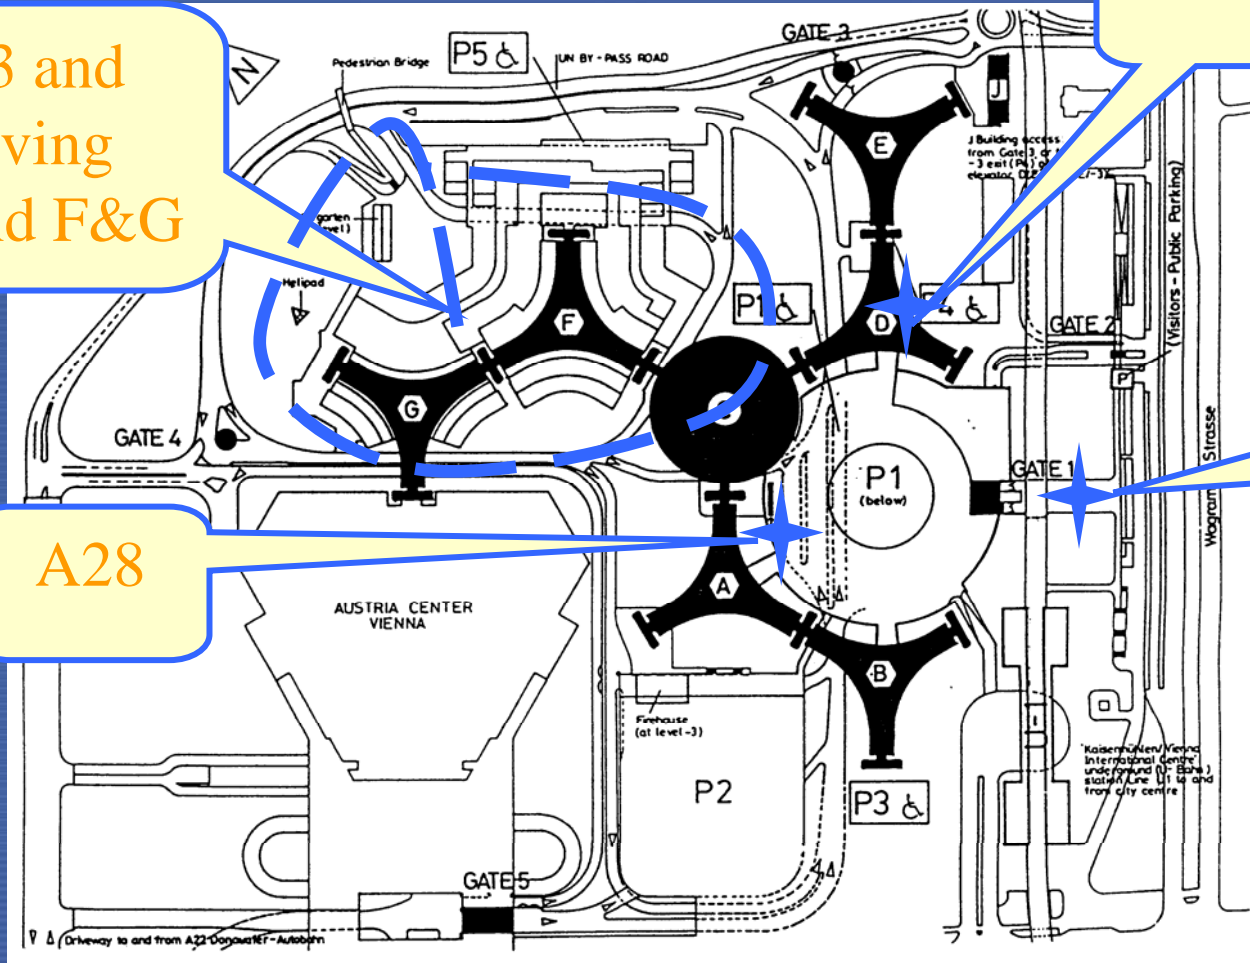 3 and
ving
d F&G
N
Pedestrian Bridge
P5
UN BY-PASS ROAD
GATE 3
J
E
J Building access
from Gate 3 or
-3 exit
elevator
(Visitors - Public Parking)
Helipad
F
P1
D
4
GATE 2
P
G
GATE 4
P1
(below)
GATE 1
Strasse
A28
A
AUSTRIA CENTER
VIENNA
B
Firehouse
(at level -3)
I
Kaisermühlen/Vienna
International Centre
underground (U-Bahn)
station Line U1 to and
from city centre
P2
P3
GATE 5
Driveway to and from A22-Donauufer-Autobahn